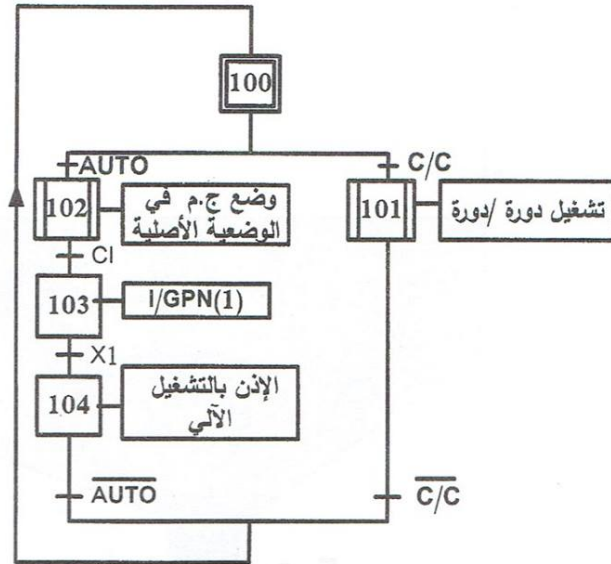 100
AUTO
C/C
102
وضع ج.م في
الوضعية الأصلية
101
تشغيل دورة /دورة
CI
103
I/GPN(1)
X1
104
الإذن بالتشغيل
الآلي
AUTO
C/C